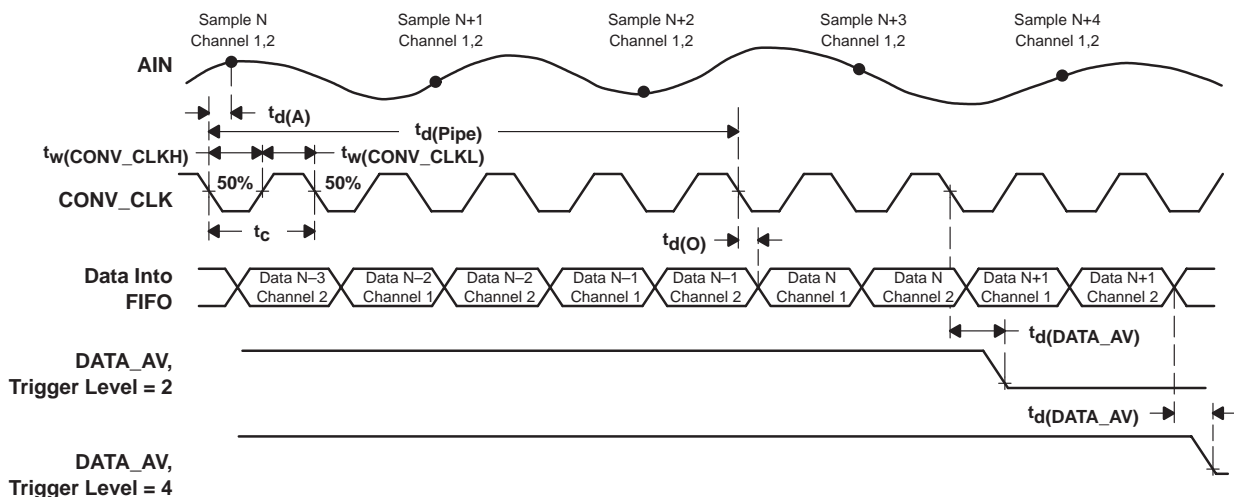 Sample N
Channel 1,2
Sample N+1
Channel 1,2
Sample N+2
Channel 1,2
Sample N+3
Channel 1,2
Sample N+4
Channel 1,2
AIN
td(A)
td(Pipe)
tw(CONV_CLKH)
tw(CONV_CLKL)
50%
50%
CONV_CLK
tc
td(O)
Data Into
FIFO
Data N–3
Channel 2
Data N–2
Channel 1
Data N–2
Channel 2
Data N–1
Channel 1
Data N–1
Channel 2
Data N
Channel 1
Data N
Channel 2
Data N+1
Channel 1
Data N+1
Channel 2
td(DATA_AV)
DATA_AV,
Trigger Level = 2
td(DATA_AV)
DATA_AV,
Trigger Level = 4